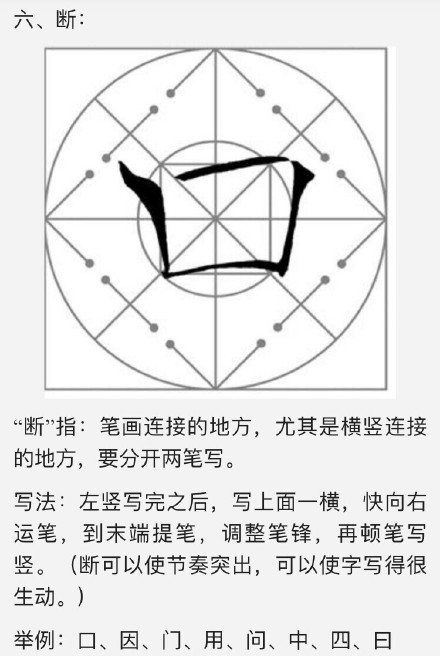 六、断：
口
“断”指：笔画连接的地方，尤其是横竖连接
的地方，要分开两笔写。
写法：左竖写完之后，写上面一横，快向右
运笔，到末端提笔，调整笔锋，再顿笔写
竖。（断可以使节奏突出，可以使字写得很
生动。）
举例：口、因、门、用、问、中、四、曰